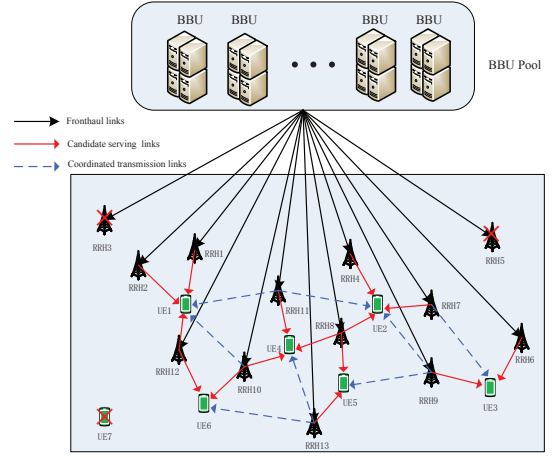 BBU BBU BBU BBU
BBU Pool
Fronthaul links
Candidate serving links
Coordinated transmission links
RRH3
RRH5
RRH1
RRH4
RRH2
UE1
RRH11
UE2
RRH7
RRH8
RRH6
UE4
RRH12
RRH10
RRH9
UE5
UE3
UE6
UE7
RRH13